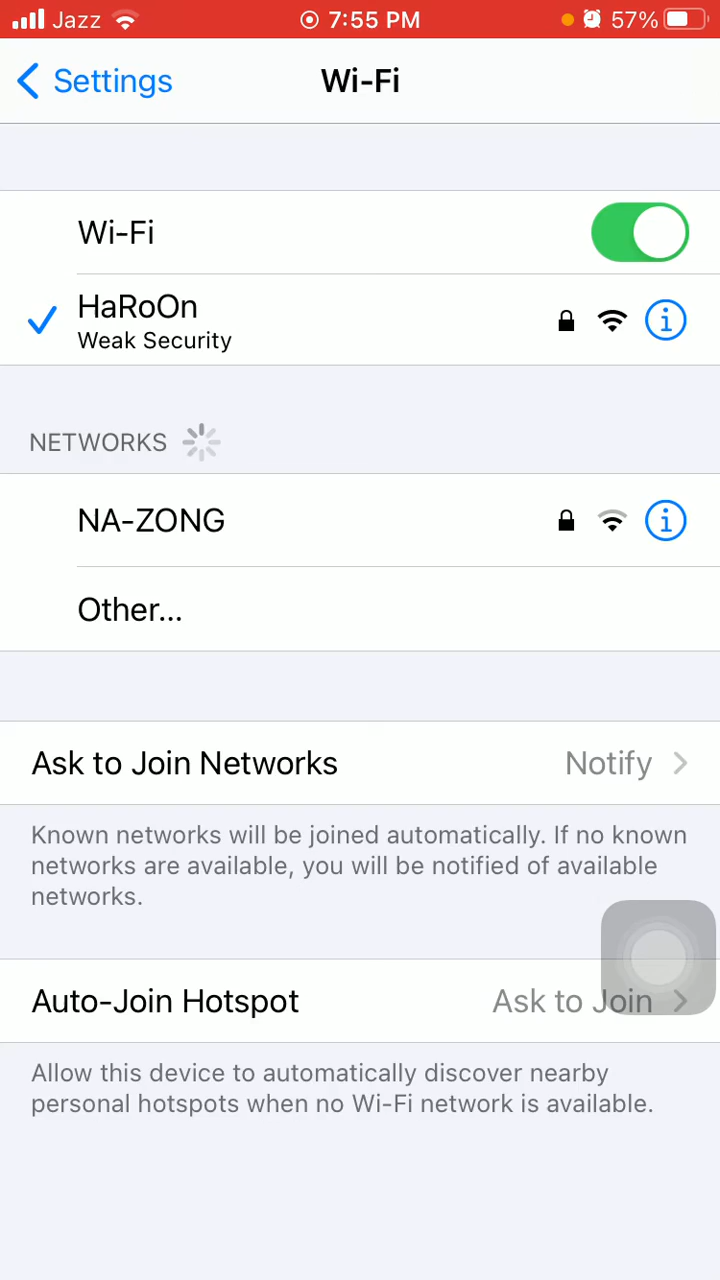 Jazz 7:55 PM 57%
Settings Wi-Fi
Wi-Fi
HaRoOn
Weak Security
NETWORKS
NA-ZONG
Other...
Ask to Join Networks Notify
Known networks will be joined automatically. If no known
networks are available, you will be notified of available
networks.
Auto-Join Hotspot Ask to Join
Allow this device to automatically discover nearby
personal hotspots when no Wi-Fi network is available.